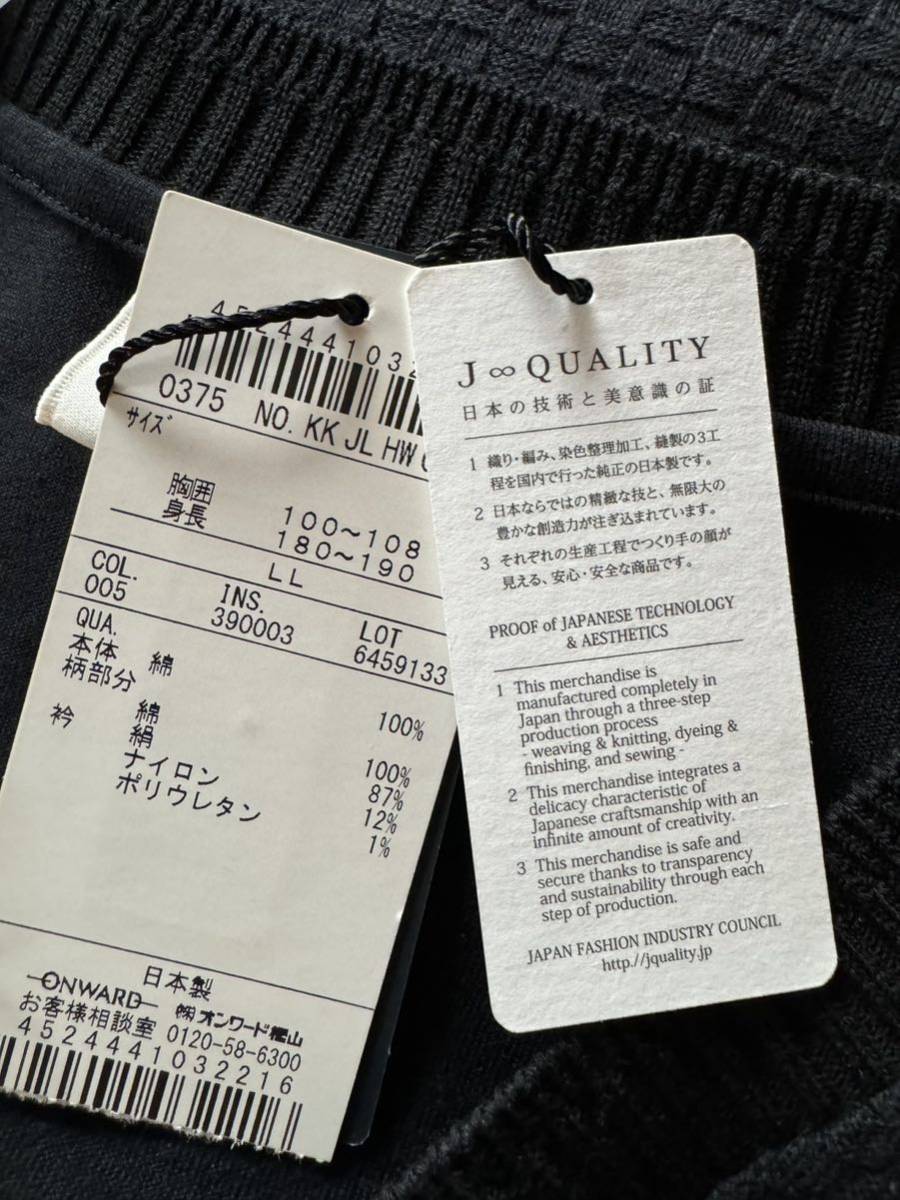 4524441032
0375 NO. KK JL HW
サイズ
胸囲 100〜108
身長 180〜190
LL
COL. INS. LOT
005 390003 6459133
QUA.
本体 綿 100%
柄部分
綿 100%
衿 絹 87%
ナイロン 12%
ポリウレタン 1%
日本製
ONWARD ㈱オンワード樫山
お客様相談室 0120-58-6300
4524441032216
J∞QUALITY
日本の技術と美意識の証
1 織り・編み、染色整理加工、縫製の3工
程を国内で行った純正の日本製です。
2 日本ならではの精緻な技と、無限大の
豊かな創造力が注ぎ込まれています。
3 それぞれの生産工程でつくり手の顔が
見える、安心・安全な商品です。
PROOF of JAPANESE TECHNOLOGY
& AESTHETICS
1 This merchandise is
manufactured completely in
Japan through a three-step
production process
- weaving & knitting, dyeing &
finishing, and sewing -
2 This merchandise integrates a
delicacy characteristic of
Japanese craftsmanship with an
infinite amount of creativity.
3 This merchandise is safe and
secure thanks to transparency
and sustainability through each
step of production.
JAPAN FASHION INDUSTRY COUNCIL
http://jquality.jp